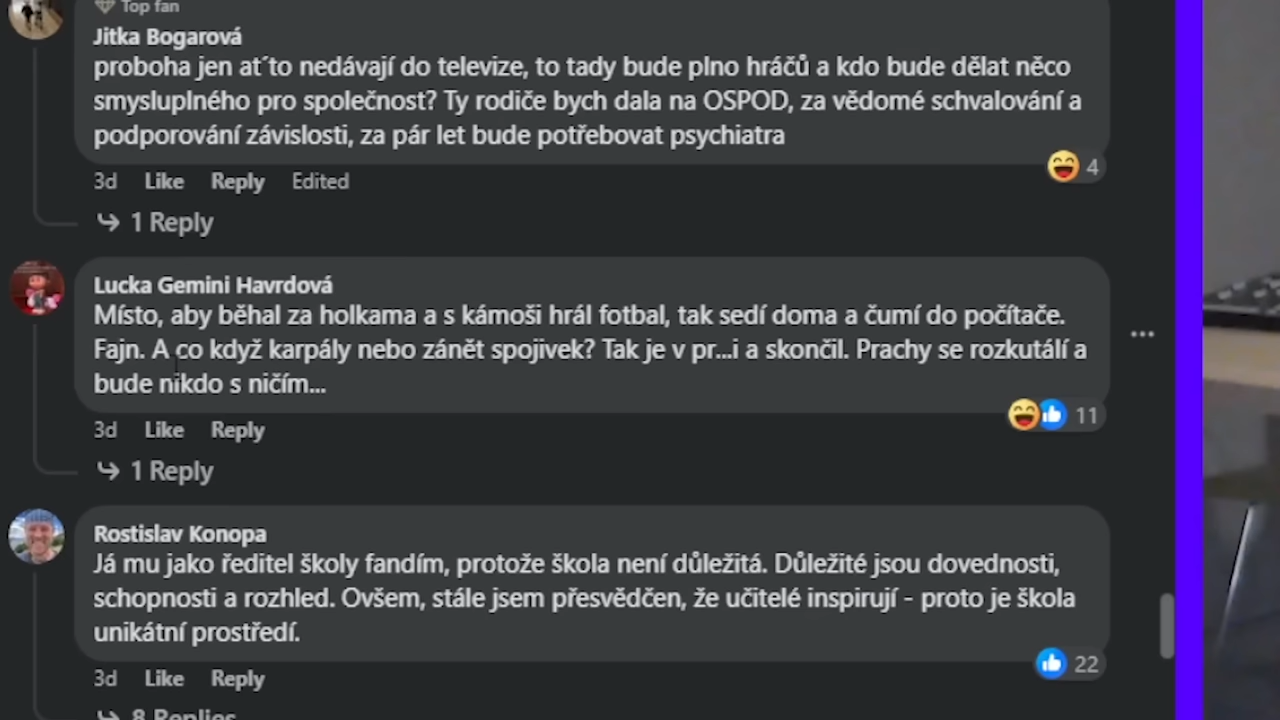 Top fan
Jitka Bogarová
proboha jen at´to nedávají do televize, to tady bude plno hráčů a kdo bude dělat něco
smysluplného pro společnost? Ty rodiče bych dala na OSPOD, za vědomé schvalování a
podporování závislosti, za pár let bude potřebovat psychiatra
4
3d Like Reply Edited
1 Reply
Lucka Gemini Havrdová
Místo, aby běhal za holkama a s kámoši hrál fotbal, tak sedí doma a čumí do počítače.
Fajn. A co když karpály nebo zánět spojivek? Tak je v pr...i a skončil. Prachy se rozkutálí a
bude nikdo s ničím...
11
3d Like Reply
1 Reply
Rostislav Konopa
Já mu jako ředitel školy fandím, protože škola není důležitá. Důležité jsou dovednosti,
schopnosti a rozhled. Ovšem, stále jsem přesvědčen, že učitelé inspirují - proto je škola
unikátní prostředí.
22
3d Like Reply
8 Replies